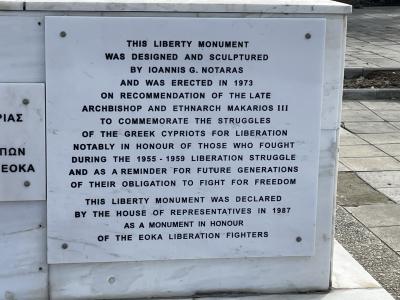 ΡΙΑΣ
ΠΩΝ
ΕΟΚΑ
THIS LIBERTY MONUMENT
WAS DESIGNED AND SCULPTURED
BY IOANNIS G. NOTARAS
AND WAS ERECTED IN 1973
ON RECOMMENDATION OF THE LATE
ARCHBISHOP AND ETHNARCH MAKARIOS III
TO COMMEMORATE THE STRUGGLES
OF THE GREEK CYPRIOTS FOR LIBERATION
NOTABLY IN HONOUR OF THOSE WHO FOUGHT
DURING THE 1955 - 1959 LIBERATION STRUGGLE
AND AS A REMINDER FOR FUTURE GENERATIONS
OF THEIR OBLIGATION TO FIGHT FOR FREEDOM
THIS LIBERTY MONUMENT WAS DECLARED
BY THE HOUSE OF REPRESENTATIVES IN 1987
AS A MONUMENT IN HONOUR
OF THE EOKA LIBERATION FIGHTERS